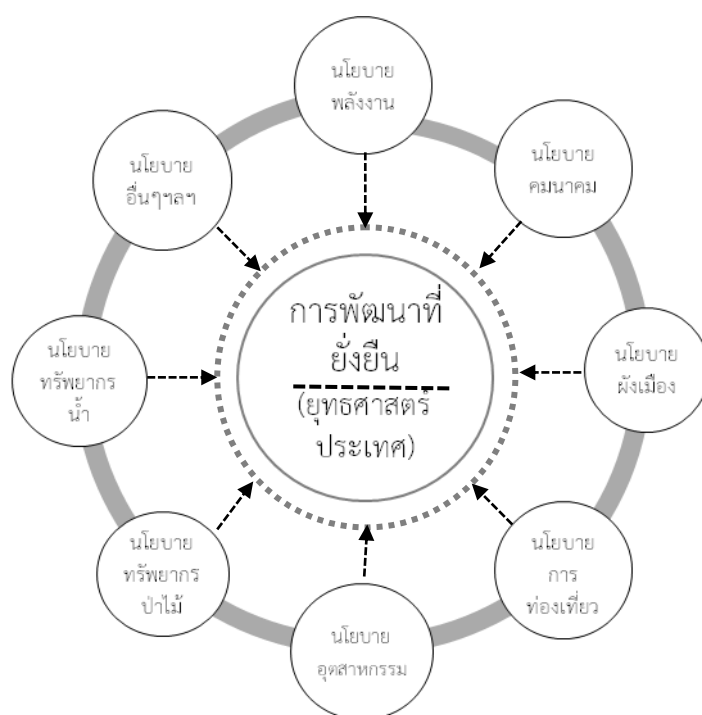 นโยบาย
พลังงาน
นโยบาย
คมนาคม
นโยบาย
ผังเมือง
นโยบาย
การ
ท่องเที่ยว
นโยบาย
อุตสาหกรรม
นโยบาย
ทรัพยากร
ป่าไม้
นโยบาย
ทรัพยากร
น้ำ
นโยบาย
อื่นๆฯลฯ
การพัฒนาที่
ยั่งยืน
(ยุทธศาสตร์
ประเทศ)